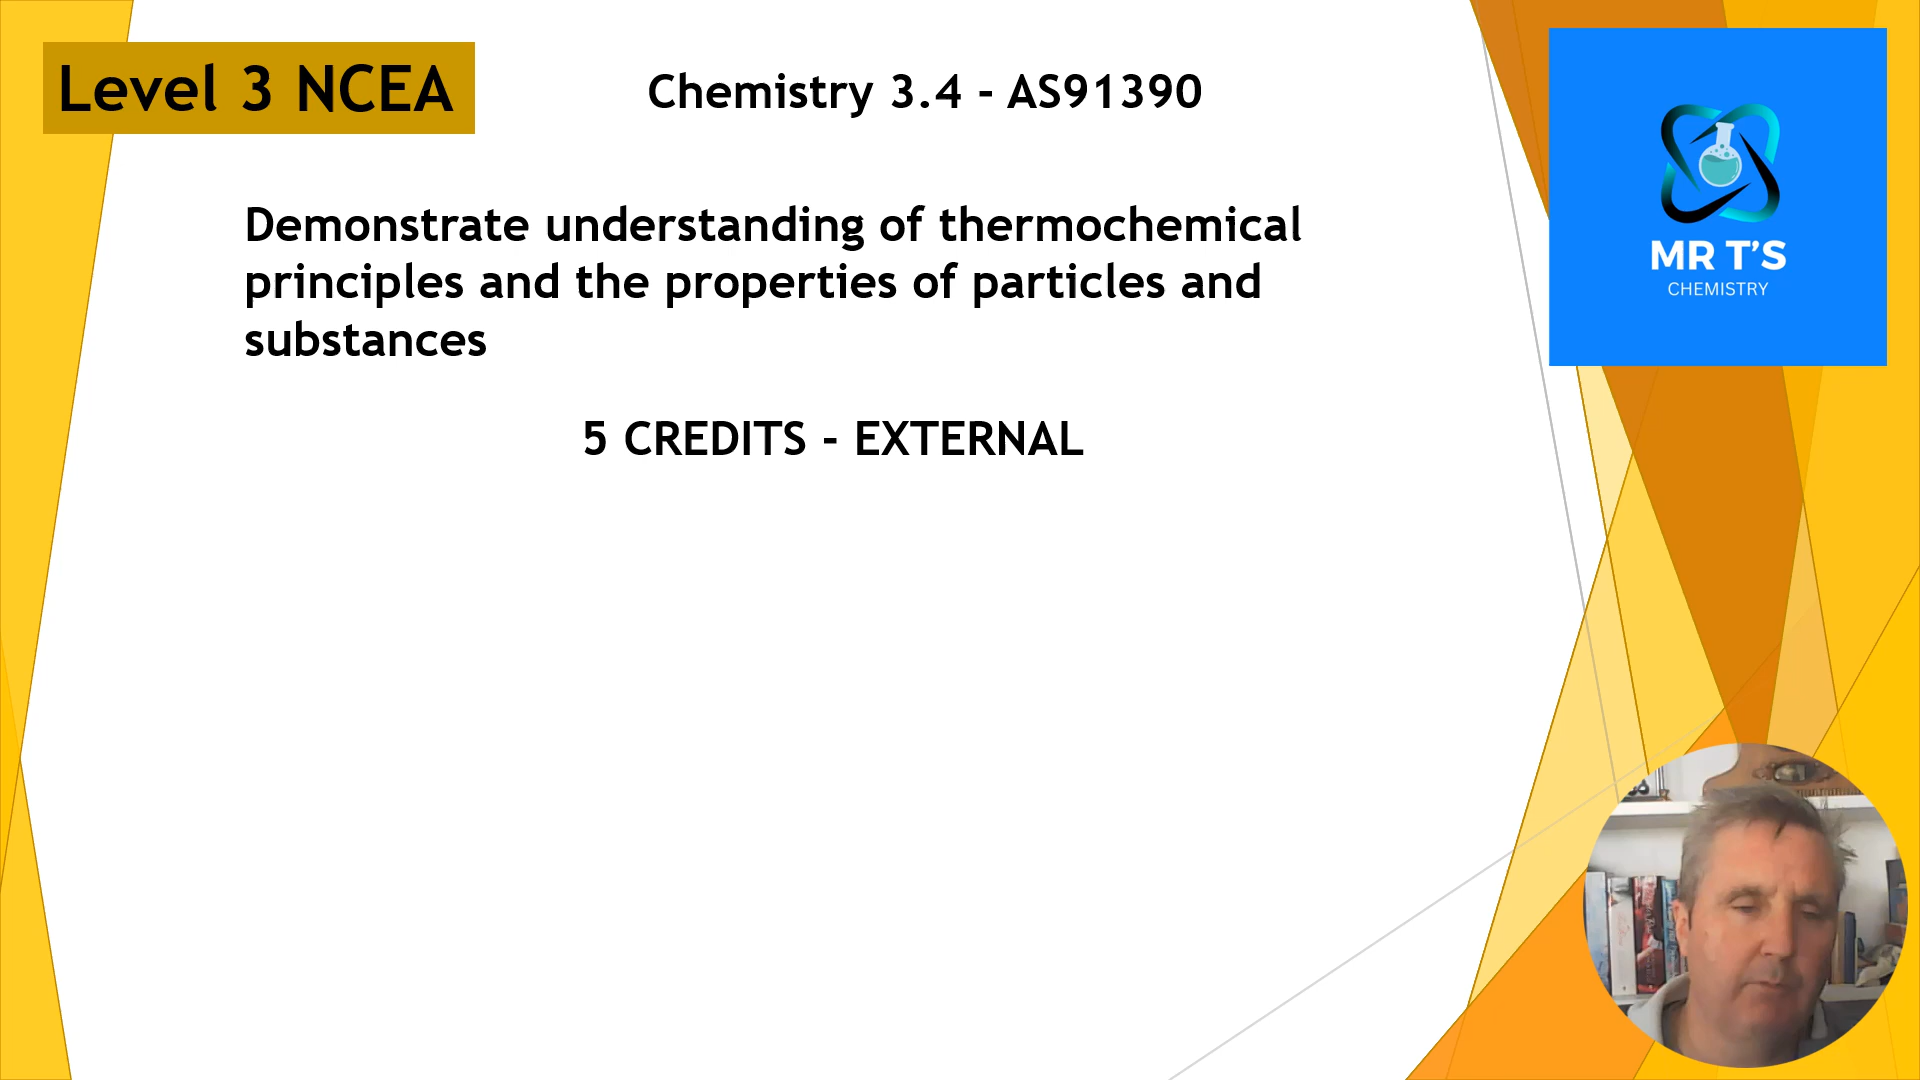 Level 3 NCEA
Chemistry 3.4 - AS91390
Demonstrate understanding of thermochemical
principles and the properties of particles and
substances
5 CREDITS - EXTERNAL
MR T'S
CHEMISTRY